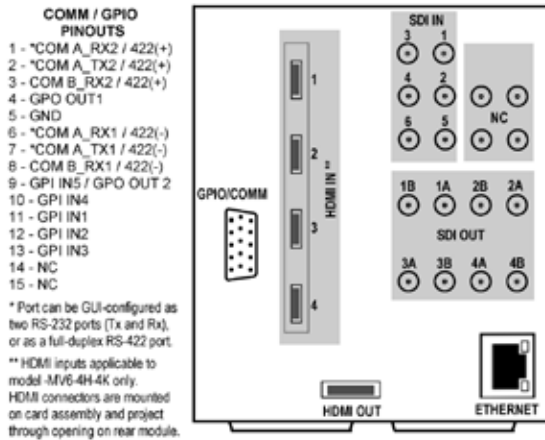 COMM / GPIO
PINOUTS
1 - *COM A_RX2 / 422(+)
2 - *COM A_TX2 / 422(+)
3 - COM B_RX2 / 422(+)
4 - GPO OUT1
5 - GND
6 - *COM A_RX1 / 422(-)
7 - *COM A_TX1 / 422(-)
8 - COM B_RX1 / 422(-)
9 - GPI IN5 / GPO OUT 2
10 - GPI IN4
11 - GPI IN1
12 - GPI IN2
13 - GPI IN3
14 - NC
15 - NC
* Port can be GUI-configured as
two RS-232 ports (Tx and Rx),
or as a full-duplex RS-422 port.
** HDMI inputs applicable to
model -MV6-4H-4K only.
HDMI connectors are mounted
on card assembly and project
through opening on rear module.
GPIO/COMM
1
2
3
4
HDMI IN **
HDMI OUT
SDI IN
3 1
4 2
6 5
NC
1B 1A 2B 2A
SDI OUT
3A 3B 4A 4B
ETHERNET